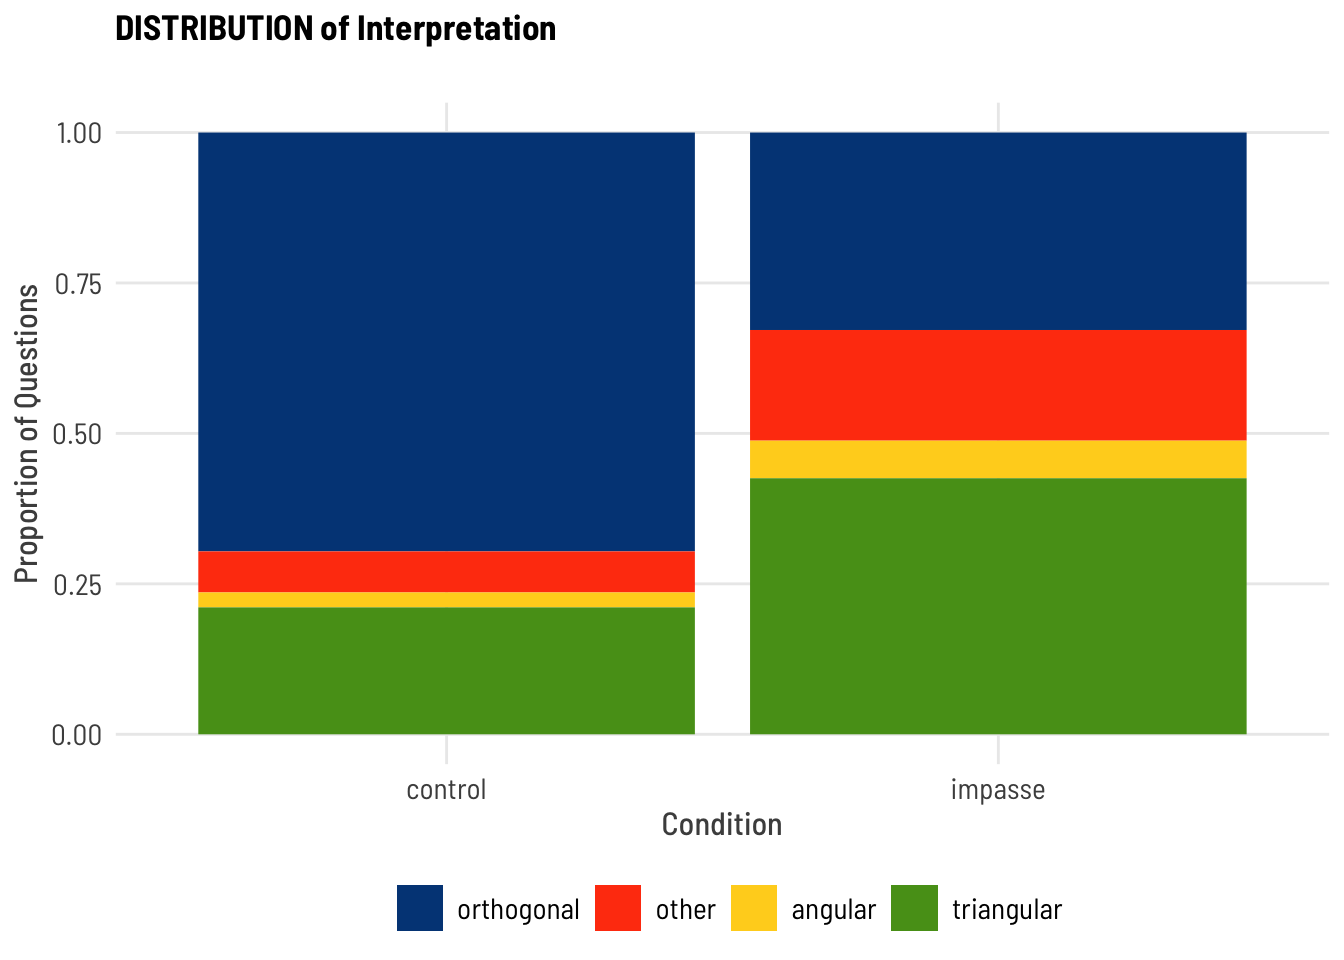 DISTRIBUTION of Interpretation
Proportion of Questions
1.00
0.75
0.50
0.25
0.00
control impasse
Condition
orthogonal other angular triangular